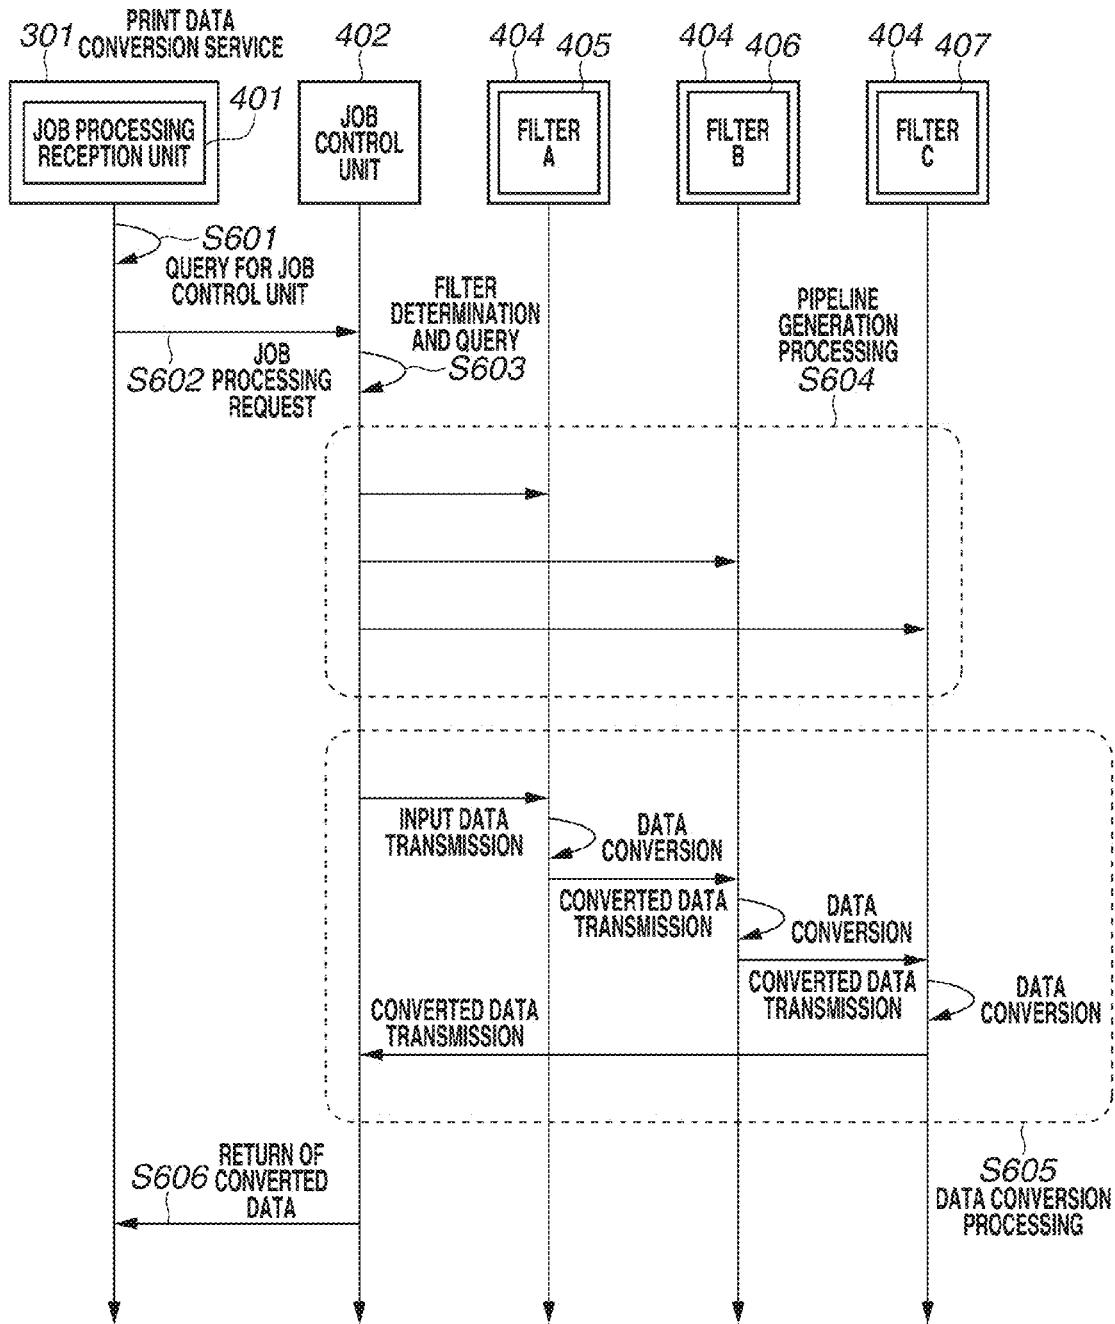 PRINT DATA
CONVERSION SERVICE
301
402
404
405
404
406
404
407
401
JOB PROCESSING
RECEPTION UNIT
JOB
CONTROL
UNIT
FILTER
A
FILTER
B
FILTER
C
S601
QUERY FOR JOB
CONTROL UNIT
FILTER
DETERMINATION
AND QUERY
S603
PIPELINE
GENERATION
PROCESSING
S604
S602
JOB
PROCESSING
REQUEST
INPUT DATA
TRANSMISSION
DATA
CONVERSION
CONVERTED DATA
TRANSMISSION
DATA
CONVERSION
CONVERTED DATA
TRANSMISSION
DATA
CONVERSION
CONVERTED DATA
TRANSMISSION
S605
DATA CONVERSION
PROCESSING
S606
RETURN OF
CONVERTED
DATA